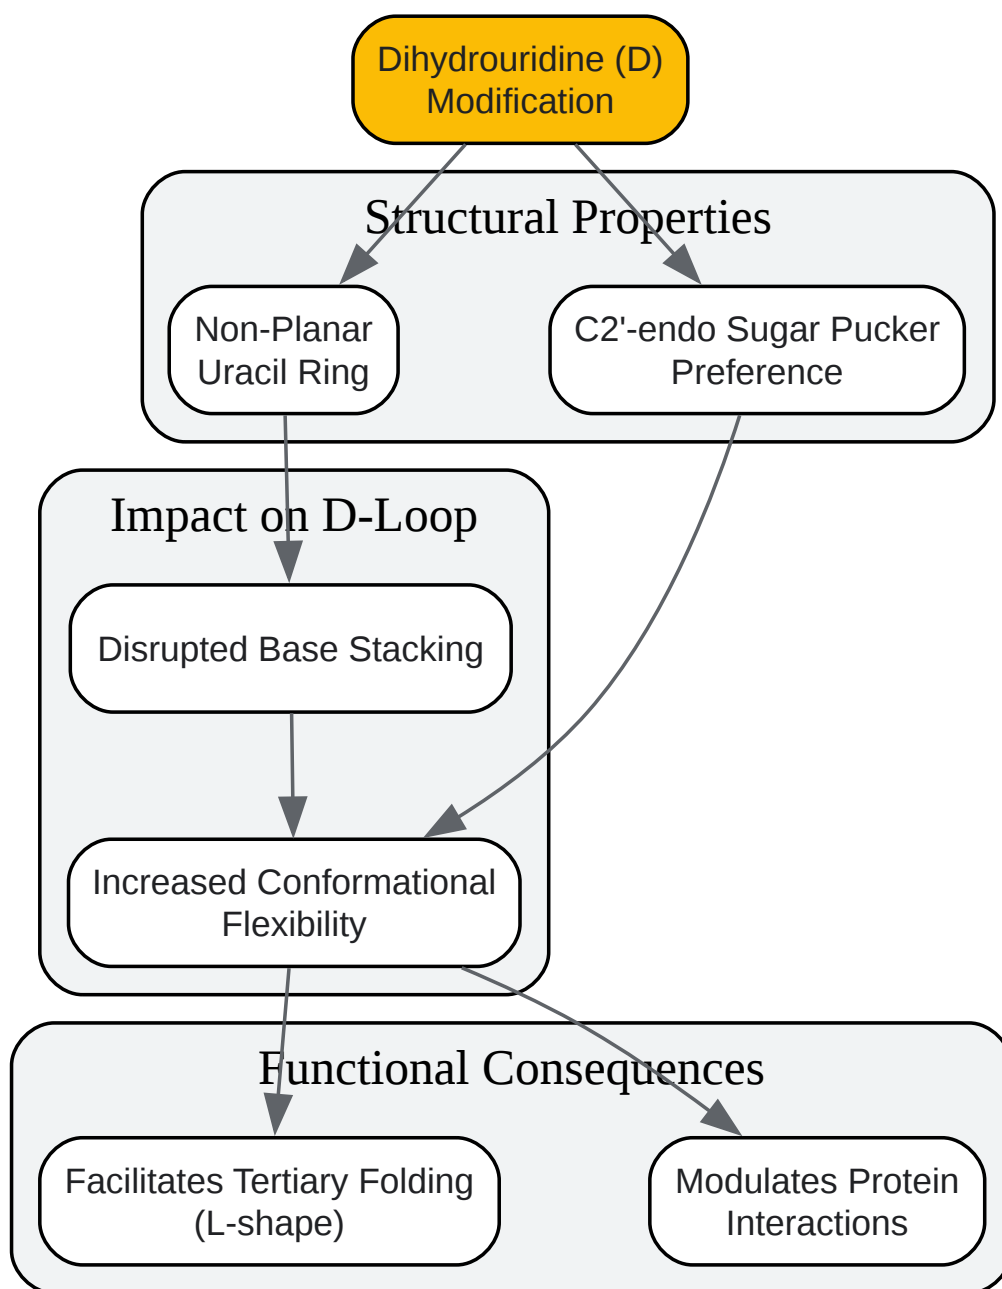 Dihydrouridine (D)
Modification
Structural Properties
Non-Planar
Uracil Ring
C2'-endo Sugar Pucker
Preference
Impact on D-Loop
Disrupted Base Stacking
Increased Conformational
Flexibility
Functional Consequences
Facilitates Tertiary Folding
(L-shape)
Modulates Protein
Interactions